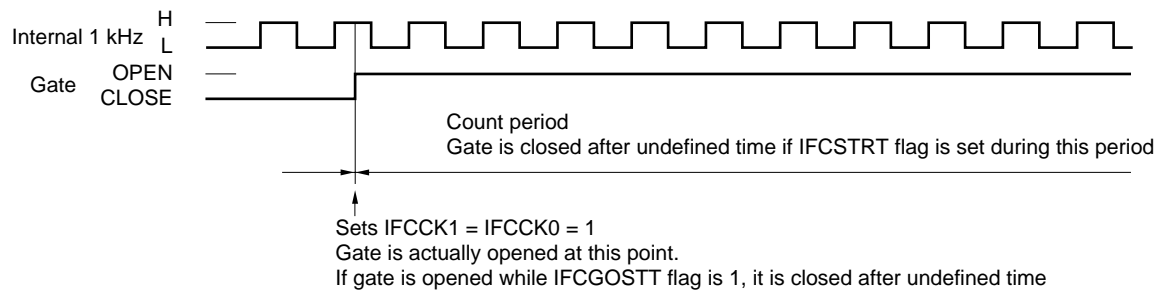 H
Internal 1 kHz
L
OPEN
Gate
CLOSE
Count period
Gate is closed after undefined time if IFCSTRT flag is set during this period
Sets IFCCK1 = IFCCK0 = 1
Gate is actually opened at this point.
If gate is opened while IFCGOSTT flag is 1, it is closed after undefined time